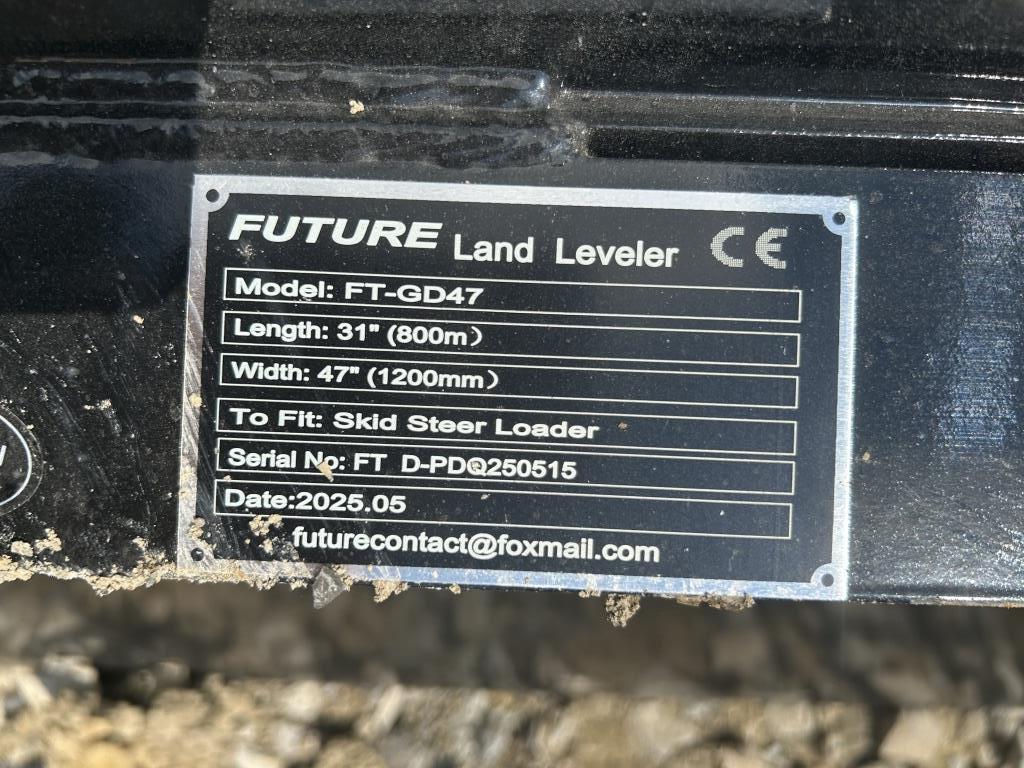 FUTURE Land Leveler CE
Model: FT-GD47
Length: 31" (800m)
Width: 47" (1200mm)
To Fit: Skid Steer Loader
Serial No: FT D-PDQ250515
Date:2025.05
futurecontact@foxmail.com